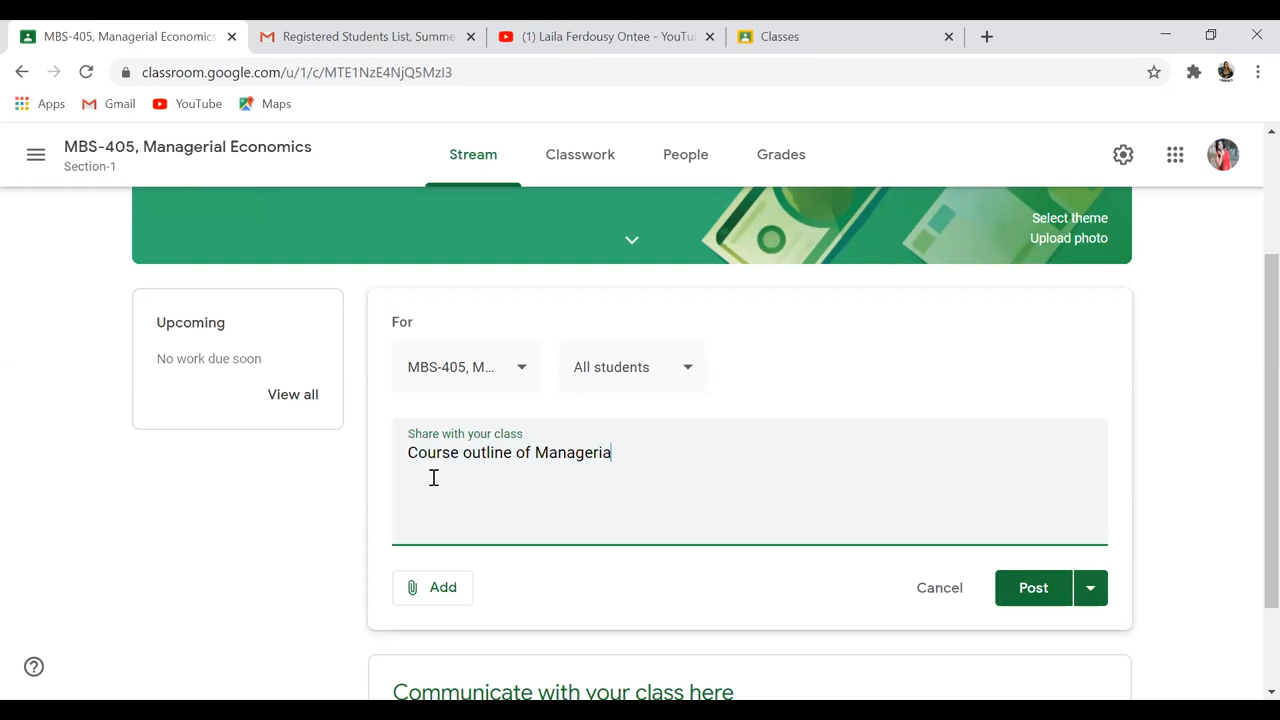 MBS-405, Managerial Economics
Registered Students List, Summe
(1) Laila Ferdousy Ontee - YouTu
Classes
classroom.google.com/u/1/c/MTE1NzE4NjQ5MzI3
Apps
Gmail
YouTube
Maps
MBS-405, Managerial Economics
Section-1
Stream
Classwork
People
Grades
Select theme
Upload photo
Upcoming
No work due soon
View all
For
MBS-405, M...
All students
Share with your class
Course outline of Manageria
Add
Cancel
Post
Communicate with your class here